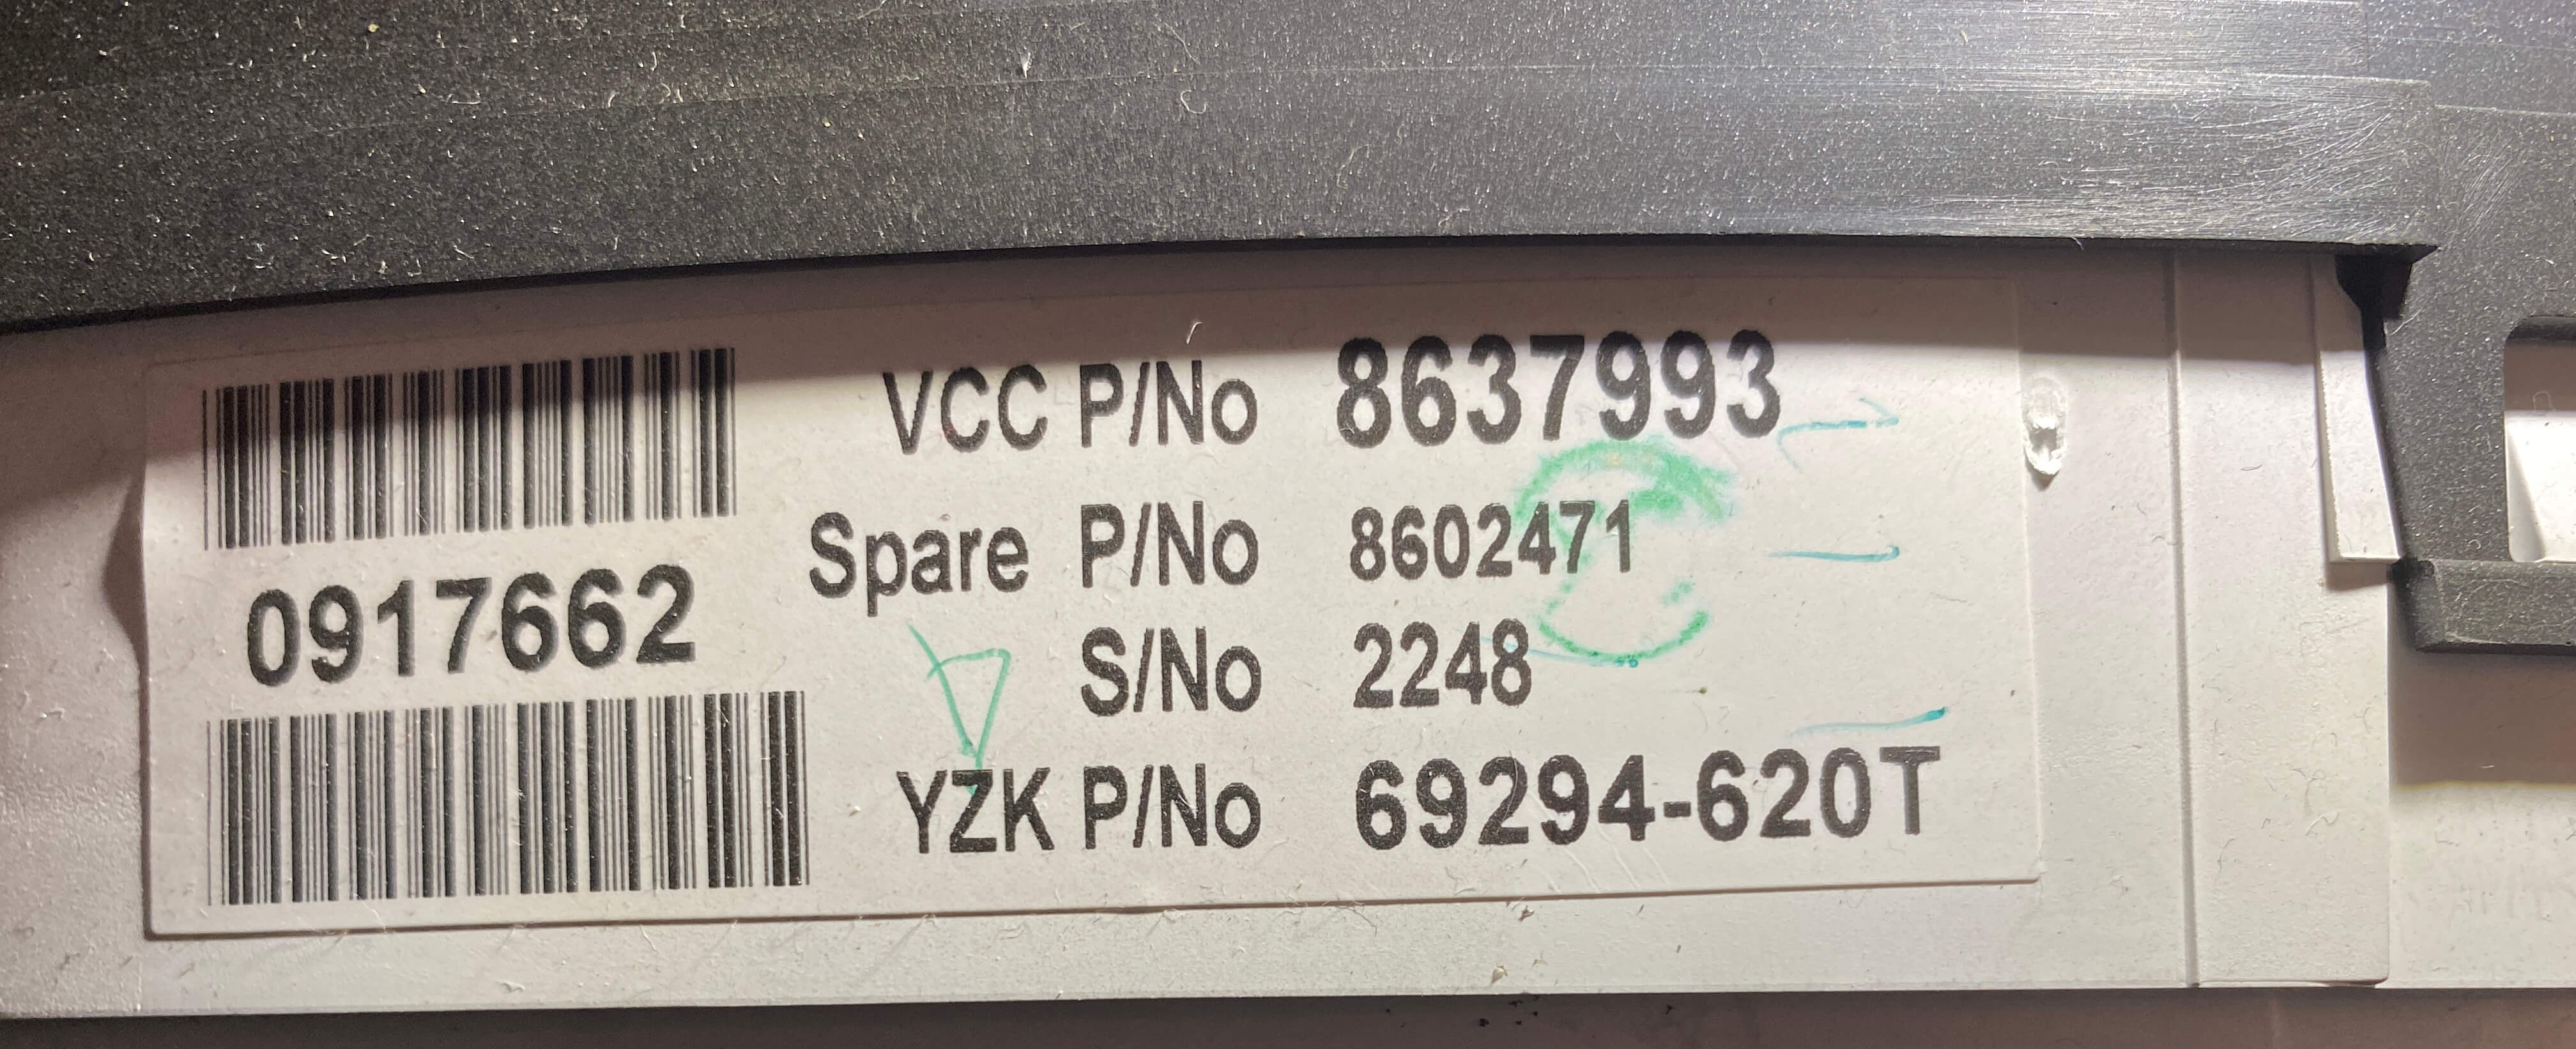 VCC P/No 8637993
Spare P/No 8602471
0917662
S/No 2248
YZK P/No 69294-620T